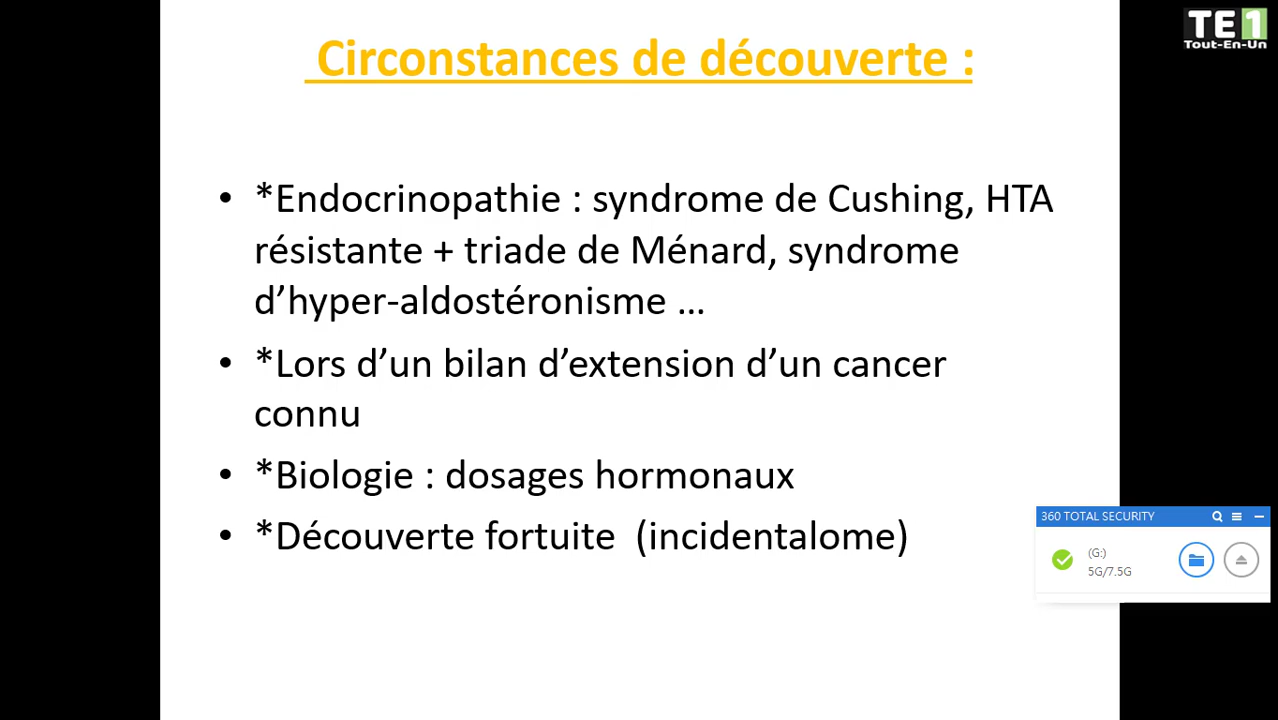 TE1
Tout-En-Un
Circonstances de découverte :
• *Endocrinopathie : syndrome de Cushing, HTA
résistante + triade de Ménard, syndrome
d’hyper-aldostéronisme …
• *Lors d’un bilan d’extension d’un cancer
connu
• *Biologie : dosages hormonaux
• *Découverte fortuite (incidentalome)
360 TOTAL SECURITY
(G:)
5G/7.5G